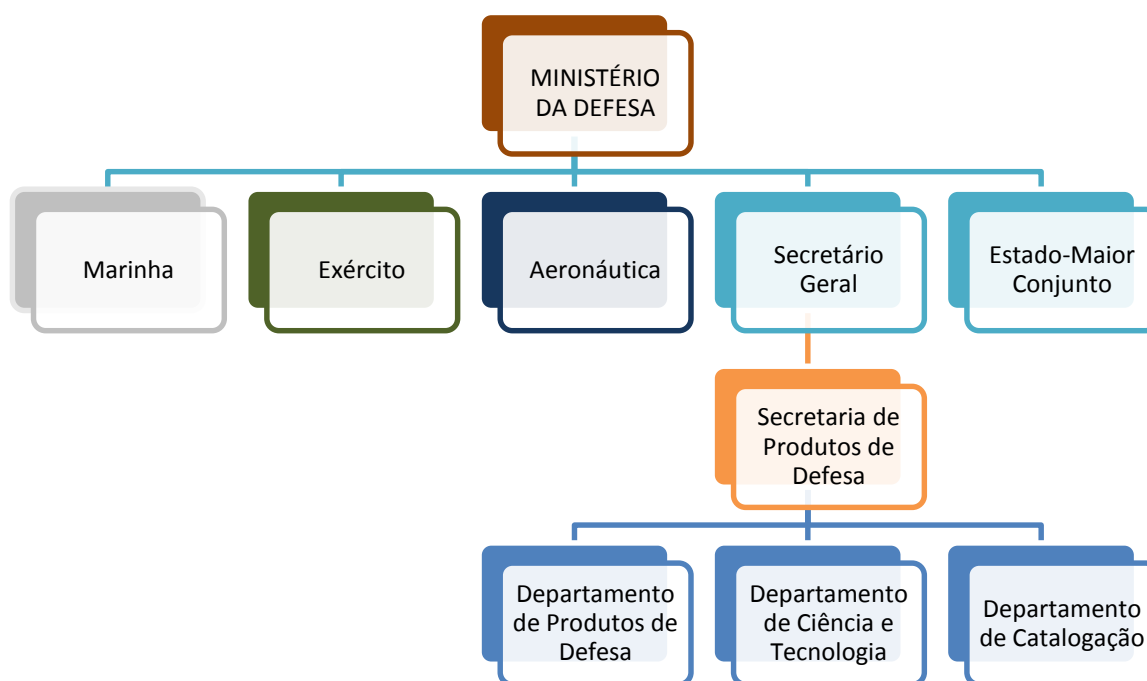 MINISTÉRIO
DA DEFESA
Marinha
Exército
Aeronáutica
Secretário
Geral
Estado-Maior
Conjunto
Secretaria de
Produtos de
Defesa
Departamento
de Produtos de
Defesa
Departamento
de Ciência e
Tecnologia
Departamento
de Catalogação